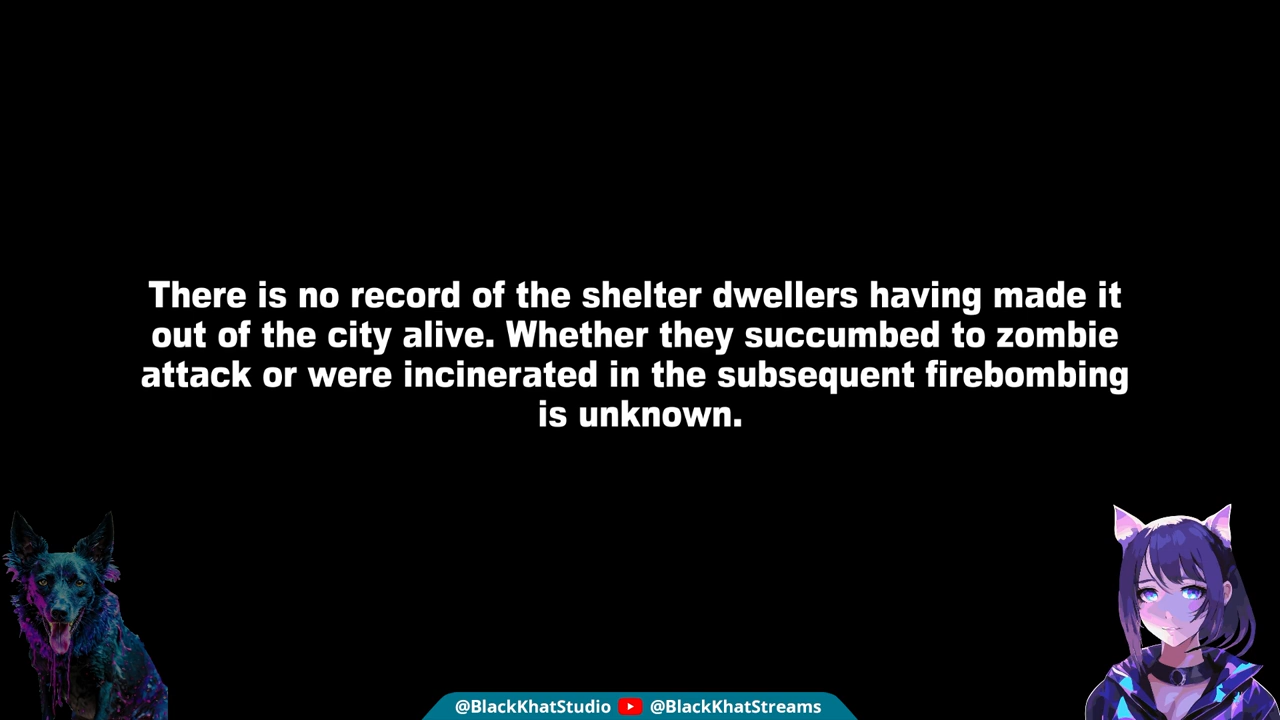 There is no record of the shelter dwellers having made it
out of the city alive. Whether they succumbed to zombie
attack or were incinerated in the subsequent firebombing
is unknown.
@BlackKhatStudio @BlackKhatStreams